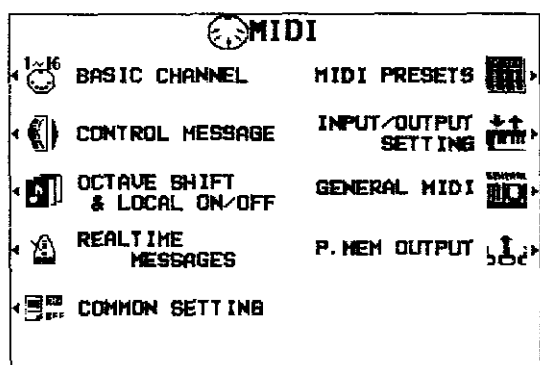 MIDI
1~16
BASIC CHANNEL
CONTROL MESSAGE
OCTAVE SHIFT
& LOCAL ON/OFF
REALTIME
MESSAGES
COMMON SETTING
MIDI PRESETS
INPUT/OUTPUT
SETTING
GENERAL MIDI
P.MEM OUTPUT